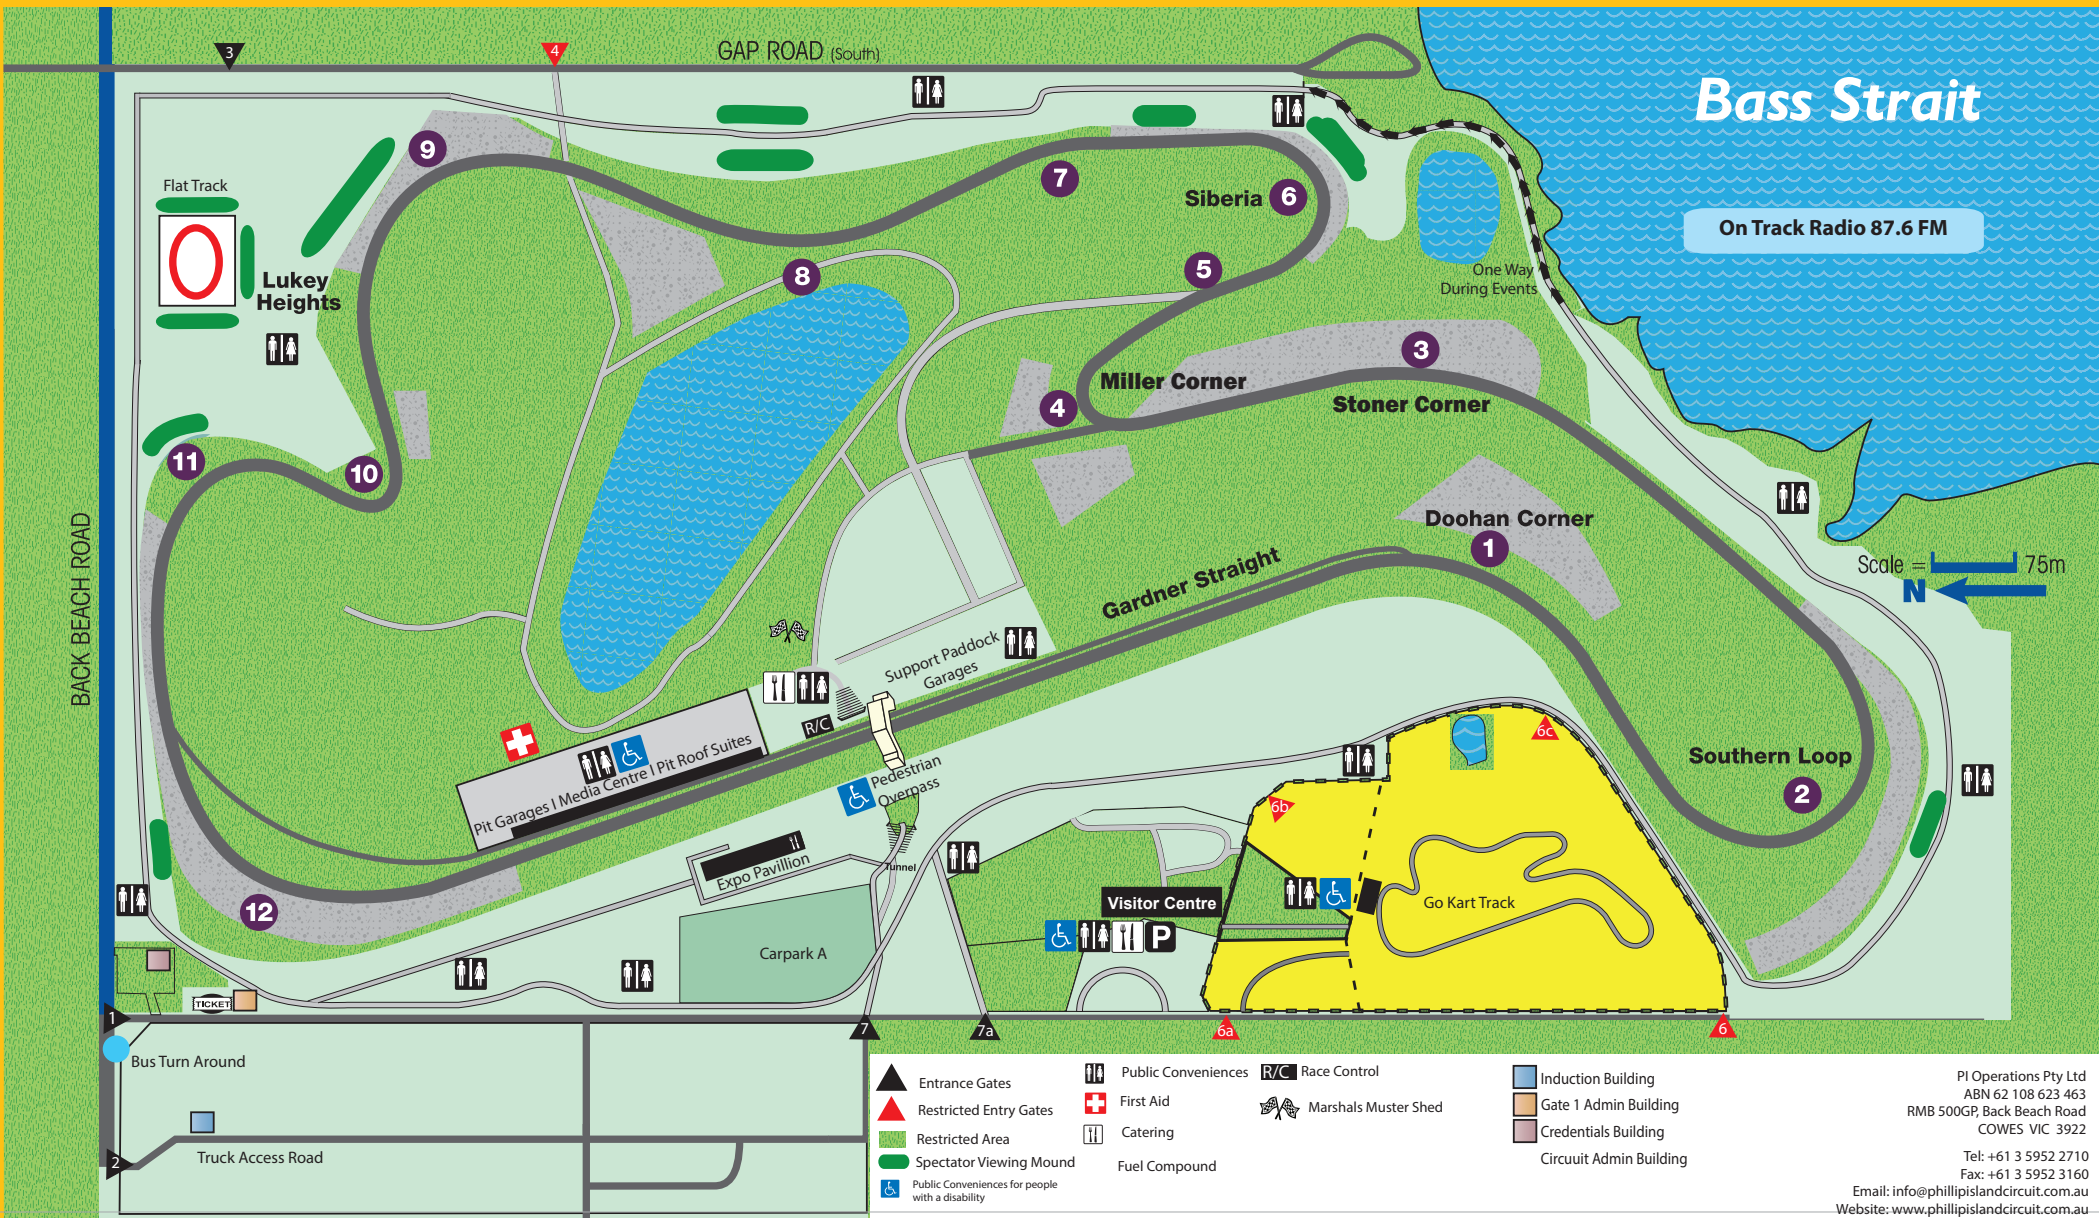 3
4
GAP ROAD (South)
Bass Strait
9
7
Siberia 6
Flat Track
On Track Radio 87.6 FM
5
8
Lukey
Heights
One Way
During Events
3
Miller Corner
4
Stoner Corner
11
10
Doohan Corner
1
BACK BEACH ROAD
Gardner Straight
Scale = 75m
N
Support Paddock
Garages
R/C
Pit Garages I Media Centre I Pit Roof Suites
Pedestrian
Overpass
6c
Southern Loop
2
6b
Expo Pavillion
Tunnel
Visitor Centre
Go Kart Track
12
P
Carpark A
TICKET
1
7
7a
6a
6
Bus Turn Around
2
Truck Access Road
Entrance Gates
Restricted Entry Gates
Restricted Area
Spectator Viewing Mound
Public Conveniences for people
with a disability
Public Conveniences
First Aid
Catering
Fuel Compound
R/C Race Control
Marshals Muster Shed
Induction Building
Gate 1 Admin Building
Credentials Building
Circuuit Admin Building
PI Operations Pty Ltd
ABN 62 108 623 463
RMB 500GP, Back Beach Road
COWES VIC 3922
Tel: +61 3 5952 2710
Fax: +61 3 5952 3160
Email: info@phillipislandcircuit.com.au
Website: www.phillipislandcircuit.com.au